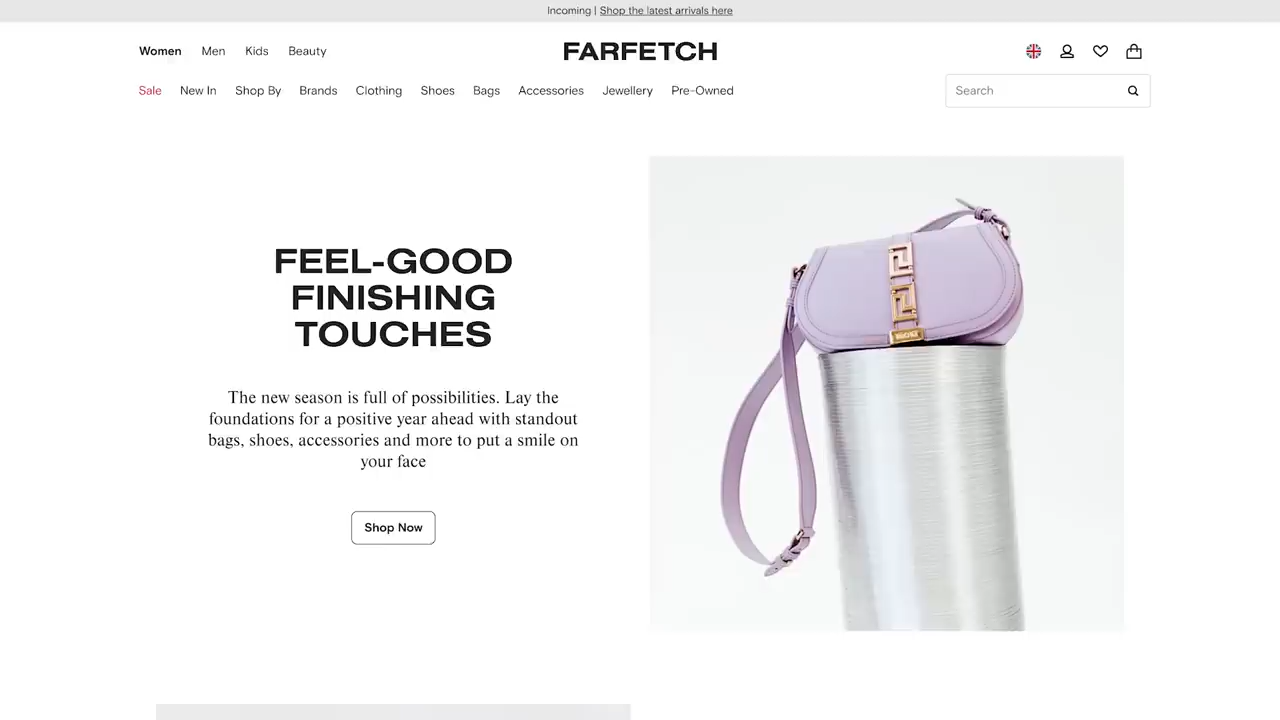 Incoming | Shop the latest arrivals here
Women Men Kids Beauty
FARFETCH
Sale New In Shop By Brands Clothing Shoes Bags Accessories Jewellery Pre-Owned
Search
FEEL-GOOD
FINISHING
TOUCHES
The new season is full of possibilities. Lay the
foundations for a positive year ahead with standout
bags, shoes, accessories and more to put a smile on
your face
Shop Now